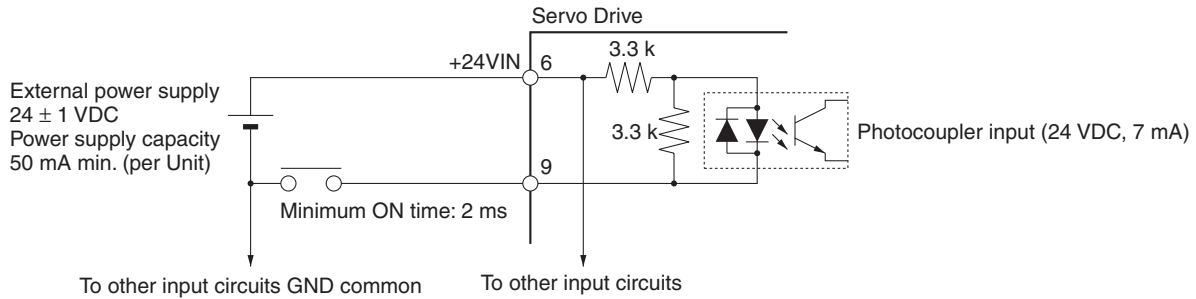 Servo Drive
3.3 k
+24VIN
6
External power supply
24 ± 1 VDC
Power supply capacity
50 mA min. (per Unit)
3.3 k
Photocoupler input (24 VDC, 7 mA)
9
Minimum ON time: 2 ms
To other input circuits GND common
To other input circuits